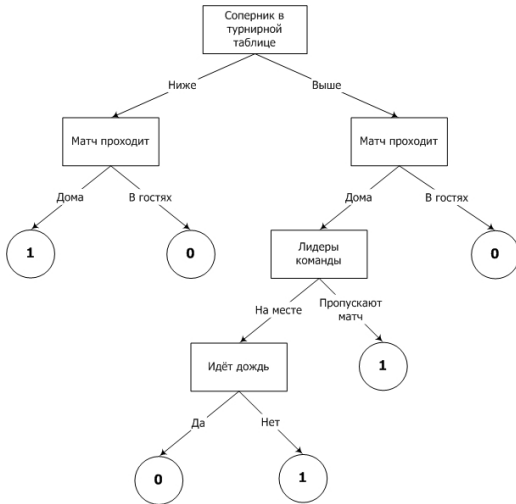 Соперник в
турнирной
таблице
Ниже
Выше
Матч проходит
Матч проходит
Дома
В гостях
Дома
В гостях
1
0
Лидеры
команды
0
На месте
Пропускают
матч
Идёт дождь
1
Да
Нет
0
1